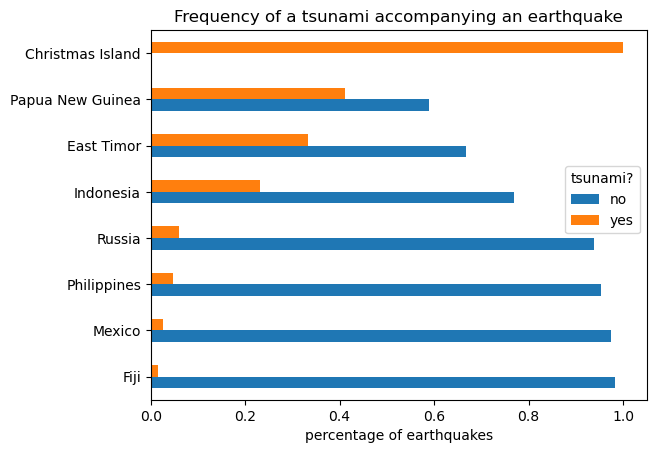 Frequency of a tsunami accompanying an earthquake
Christmas Island
Papua New Guinea
East Timor
Indonesia
Russia
Philippines
Mexico
Fiji
tsunami?
no
yes
0.0 0.2 0.4 0.6 0.8 1.0
percentage of earthquakes